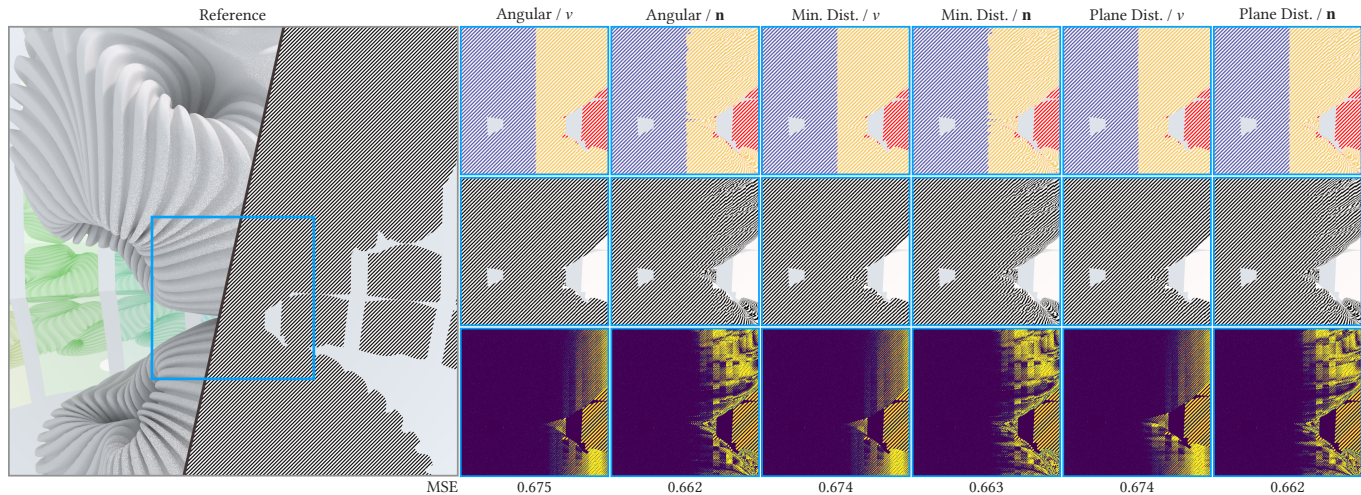 Reference
Angular / v
Angular / n
Min. Dist. / v
Min. Dist. / n
Plane Dist. / v
Plane Dist. / n
MSE
0.675
0.662
0.674
0.663
0.674
0.662